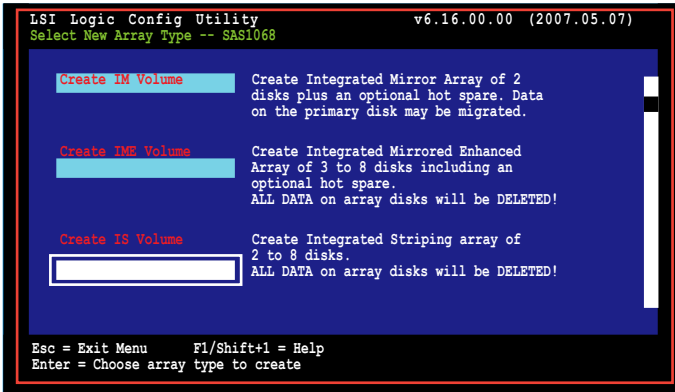 LSI Logic Config Utility v6.16.00.00 (2007.05.07)
Select New Array Type -- SAS1068
Create IM Volume
Create Integrated Mirror Array of 2
disks plus an optional hot spare. Data
on the primary disk may be migrated.
Create IME Volume
Create Integrated Mirrored Enhanced
Array of 3 to 8 disks including an
optional hot spare.
ALL DATA on array disks will be DELETED!
Create IS Volume
Create Integrated Striping array of
2 to 8 disks.
ALL DATA on array disks will be DELETED!
Esc = Exit Menu F1/Shift+1 = Help
Enter = Choose array type to create